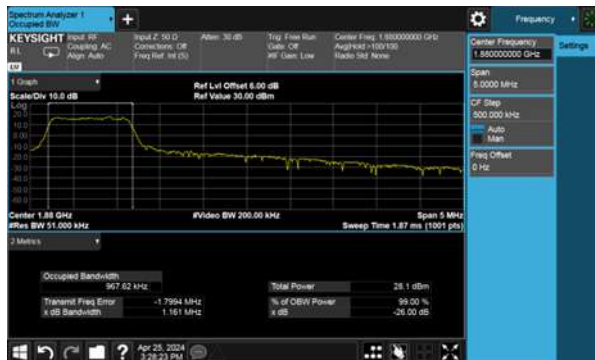 Spectrum Analyzer 1
Occupied BW
Frequency
KEYSIGHT
Input: RF
Coupling: AC
Align: Auto
Input Z: 50 Ω
Corrections: Off
Freq Ref: Int (S)
Atten: 30 dB
Trig: Free Run
Gate: Off
#IF Gain: Low
Center Freq: 1.880000000 GHz
Avg|Hold >100/100
Radio Std: None
1 Graph
Scale/Div 10.0 dB
Ref Lvl Offset 6.00 dB
Ref Value 30.00 dBm
Log
20.0
10.0
0.00
Center 1.88 GHz
#Res BW 51.000 kHz
#Video BW 200.00 kHz
Span 5 MHz
Sweep Time 1.87 ms (1001 pts)
2 Metrics
Occupied Bandwidth
967.62 kHz
Total Power
28.1 dBm
Transmit Freq Error
-1.7994 MHz
% of OBW Power
99.00 %
x dB Bandwidth
1.161 MHz
x dB
-26.00 dB
Apr 25, 2024
3:28:23 PM
Center Frequency
1.880000000 GHz
Settings
Span
5.0000 MHz
CF Step
500.000 kHz
Auto
Man
Freq Offset
0 Hz